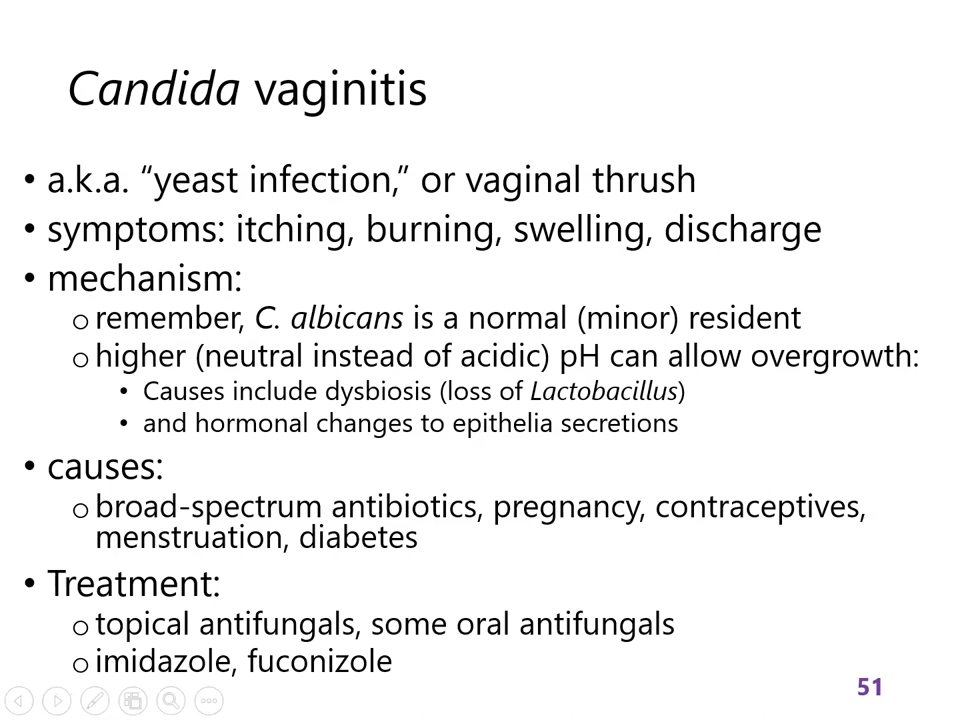 Candida vaginitis
• a.k.a. “yeast infection,” or vaginal thrush
• symptoms: itching, burning, swelling, discharge
• mechanism:
o remember, C. albicans is a normal (minor) resident
o higher (neutral instead of acidic) pH can allow overgrowth:
• Causes include dysbiosis (loss of Lactobacillus)
• and hormonal changes to epithelia secretions
• causes:
o broad-spectrum antibiotics, pregnancy, contraceptives,
menstruation, diabetes
• Treatment:
o topical antifungals, some oral antifungals
o imidazole, fuconizole
51